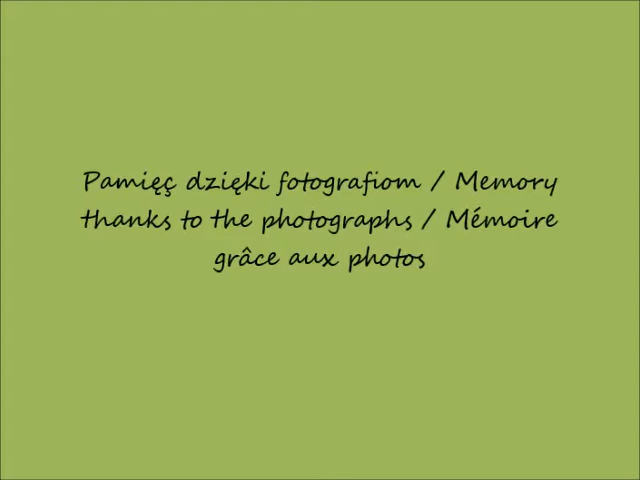 Pamięç dzięki fotografiom / Memory
thanks to the photographs / Mémoire
grâce aux photos